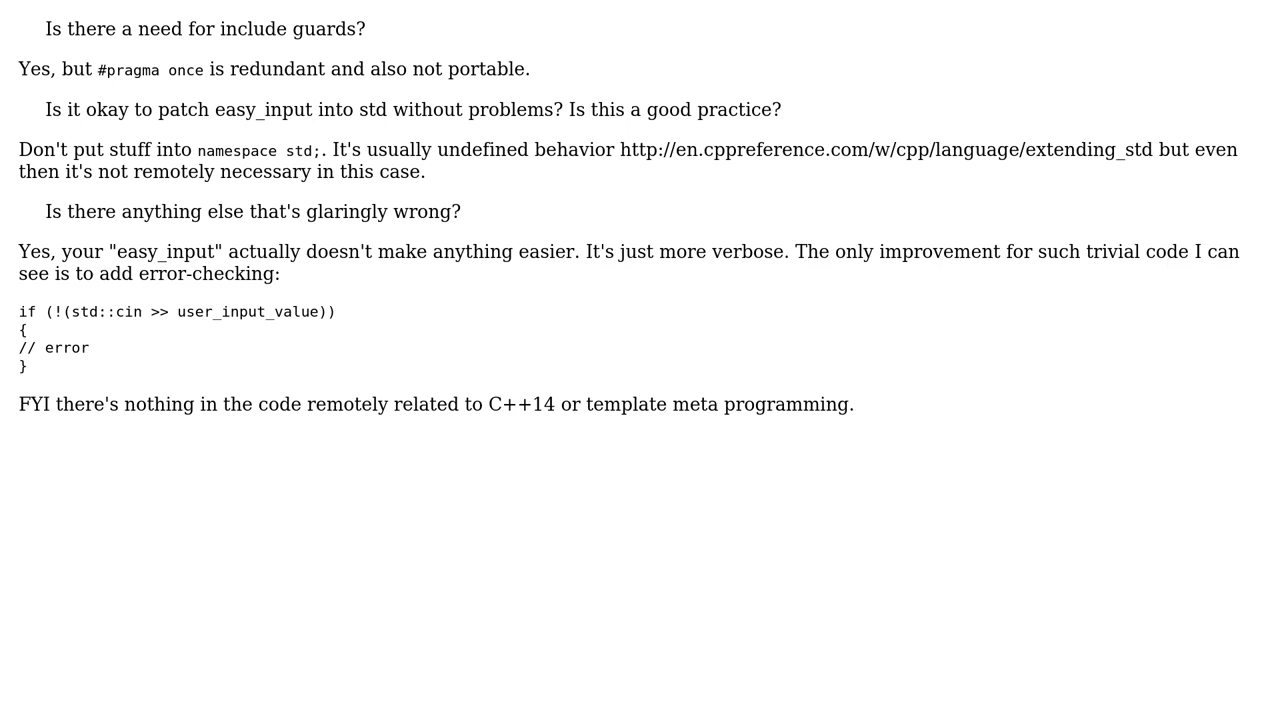 Is there a need for include guards?
Yes, but #pragma once is redundant and also not portable.
Is it okay to patch easy_input into std without problems? Is this a good practice?
Don't put stuff into namespace std;. It's usually undefined behavior http://en.cppreference.com/w/cpp/language/extending_std but even
then it's not remotely necessary in this case.
Is there anything else that's glaringly wrong?
Yes, your "easy_input" actually doesn't make anything easier. It's just more verbose. The only improvement for such trivial code I can
see is to add error-checking:
if (!(std::cin >> user_input_value))
{
// error
}
FYI there's nothing in the code remotely related to C++14 or template meta programming.